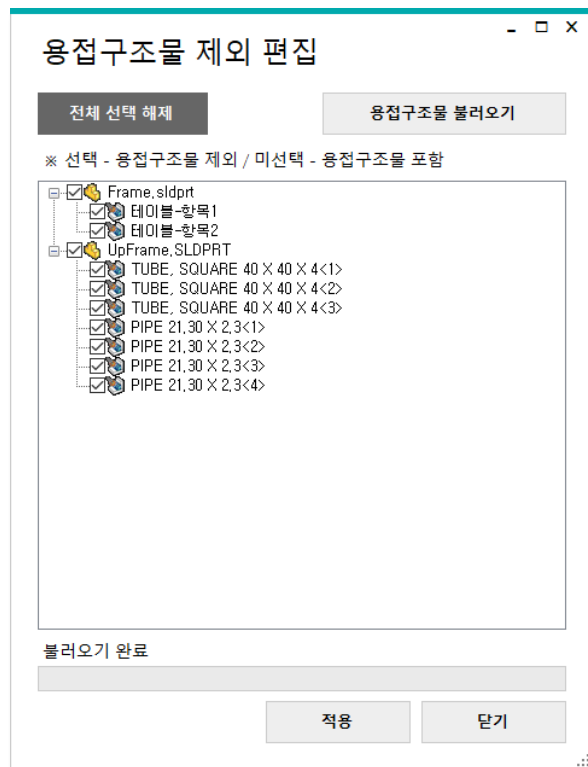 용접구조물 제외 편집
전체 선택 해제
용접구조물 불러오기
※ 선택 - 용접구조물 제외 / 미선택 - 용접구조물 포함
Frame.sldprt
테이블-항목1
테이블-항목2
UpFrame.SLDPRT
TUBE, SQUARE 40 X 40 X 4<1>
TUBE, SQUARE 40 X 40 X 4<2>
TUBE, SQUARE 40 X 40 X 4<3>
PIPE 21.30 X 2.3<1>
PIPE 21.30 X 2.3<2>
PIPE 21.30 X 2.3<3>
PIPE 21.30 X 2.3<4>
불러오기 완료
적용
닫기